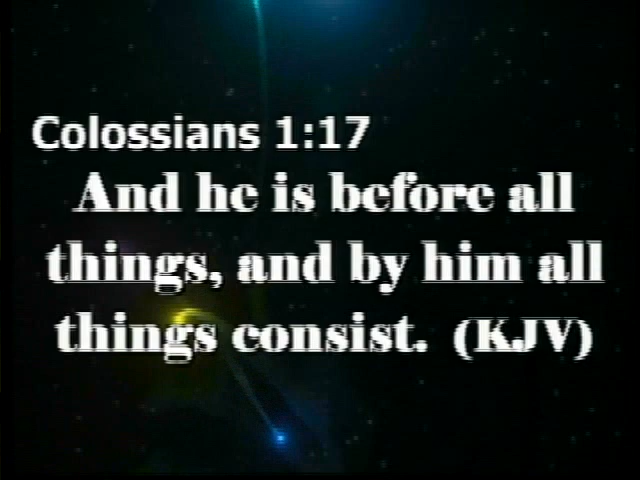 Colossians 1:17
And he is before all
things, and by him all
things consist. (KJV)